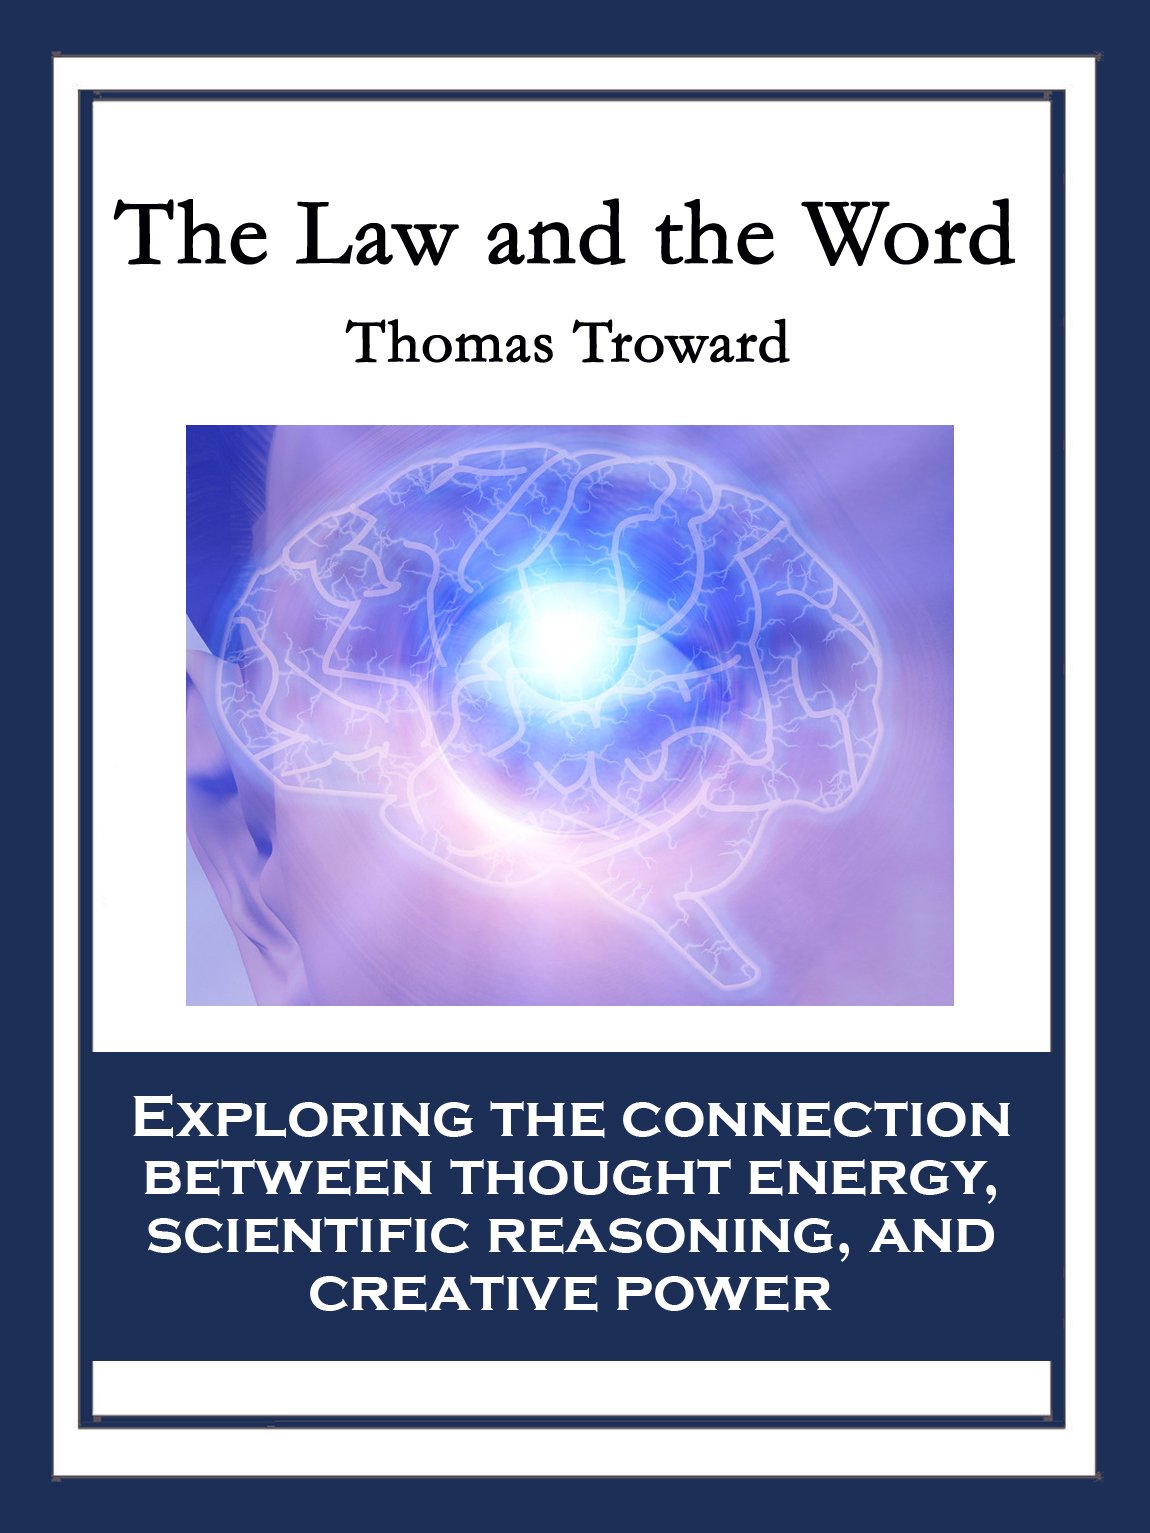 The Law and the Word
Thomas Troward
EXPLORING THE CONNECTION
BETWEEN THOUGHT ENERGY,
SCIENTIFIC REASONING, AND
CREATIVE POWER